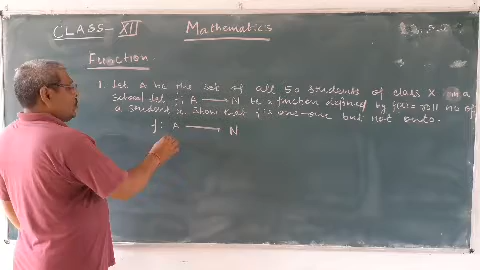 CLASS - XII
Mathematics
Function
1. Let A be the set of all 50 students of class X in a
school. Let f: A → N be a function defined by f(x) = roll no of
a student x. Show that f is one-one but not onto.
f: A → N